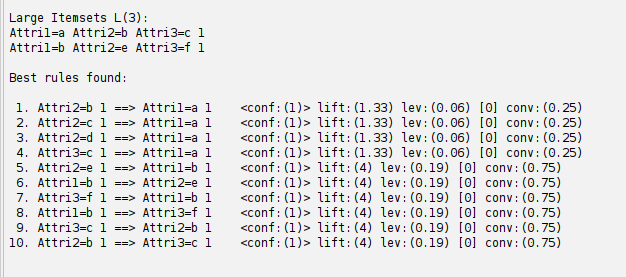 Large Itemsets L(3):
Attri1=a Attri2=b Attri3=c 1
Attri1=b Attri2=e Attri3=f 1
Best rules found:
1. Attri2=b 1 ==> Attri1=a 1 <conf:(1)> lift:(1.33) lev:(0.06) [0] conv:(0.25)
2. Attri2=c 1 ==> Attri1=a 1 <conf:(1)> lift:(1.33) lev:(0.06) [0] conv:(0.25)
3. Attri2=d 1 ==> Attri1=a 1 <conf:(1)> lift:(1.33) lev:(0.06) [0] conv:(0.25)
4. Attri3=c 1 ==> Attri1=a 1 <conf:(1)> lift:(1.33) lev:(0.06) [0] conv:(0.25)
5. Attri2=e 1 ==> Attri1=b 1 <conf:(1)> lift:(4) lev:(0.19) [0] conv:(0.75)
6. Attri1=b 1 ==> Attri2=e 1 <conf:(1)> lift:(4) lev:(0.19) [0] conv:(0.75)
7. Attri3=f 1 ==> Attri1=b 1 <conf:(1)> lift:(4) lev:(0.19) [0] conv:(0.75)
8. Attri1=b 1 ==> Attri3=f 1 <conf:(1)> lift:(4) lev:(0.19) [0] conv:(0.75)
9. Attri3=c 1 ==> Attri2=b 1 <conf:(1)> lift:(4) lev:(0.19) [0] conv:(0.75)
10. Attri2=b 1 ==> Attri3=c 1 <conf:(1)> lift:(4) lev:(0.19) [0] conv:(0.75)